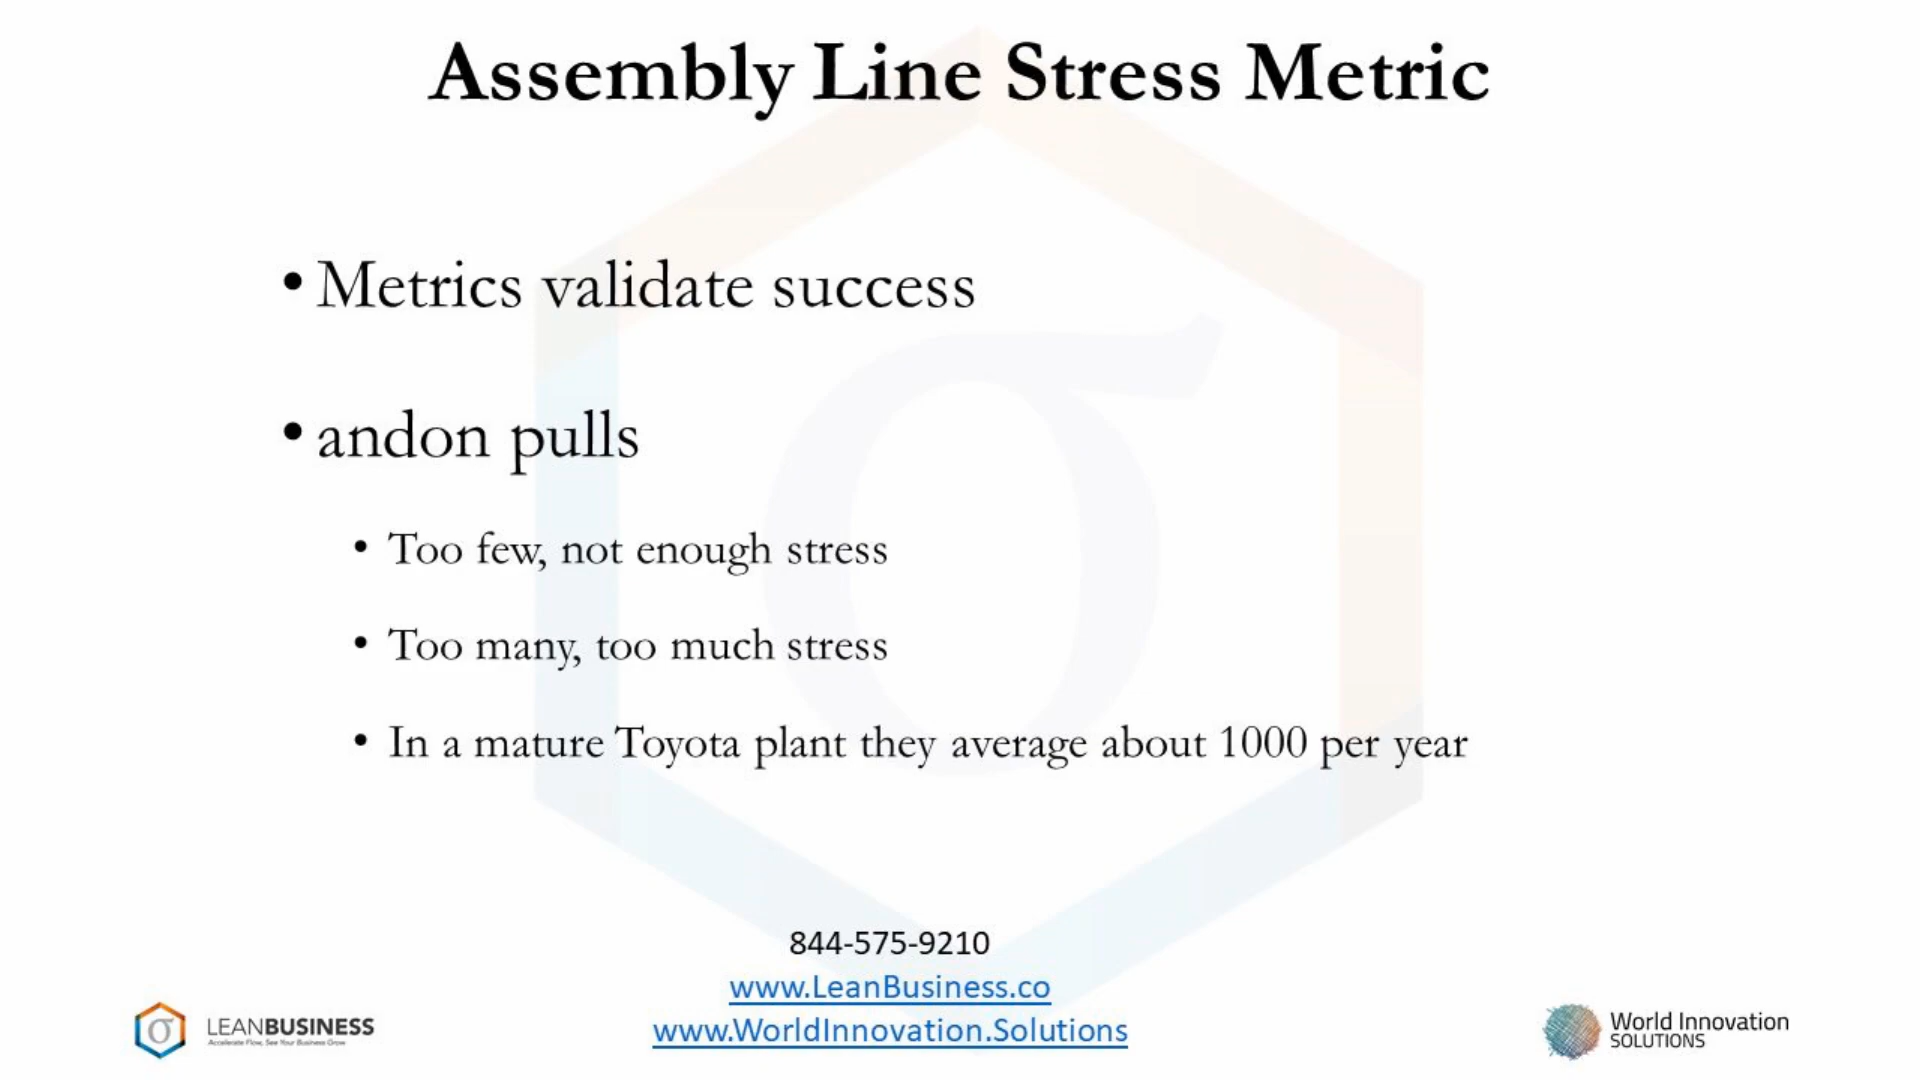 Assembly Line Stress Metric
• Metrics validate success
• andon pulls
• Too few, not enough stress
• Too many, too much stress
• In a mature Toyota plant they average about 1000 per year
844-575-9210
www.LeanBusiness.co
www.WorldInnovation.Solutions
σ LEANBUSINESS
Accelerate Flow, See Your Business Grow
World Innovation
SOLUTIONS